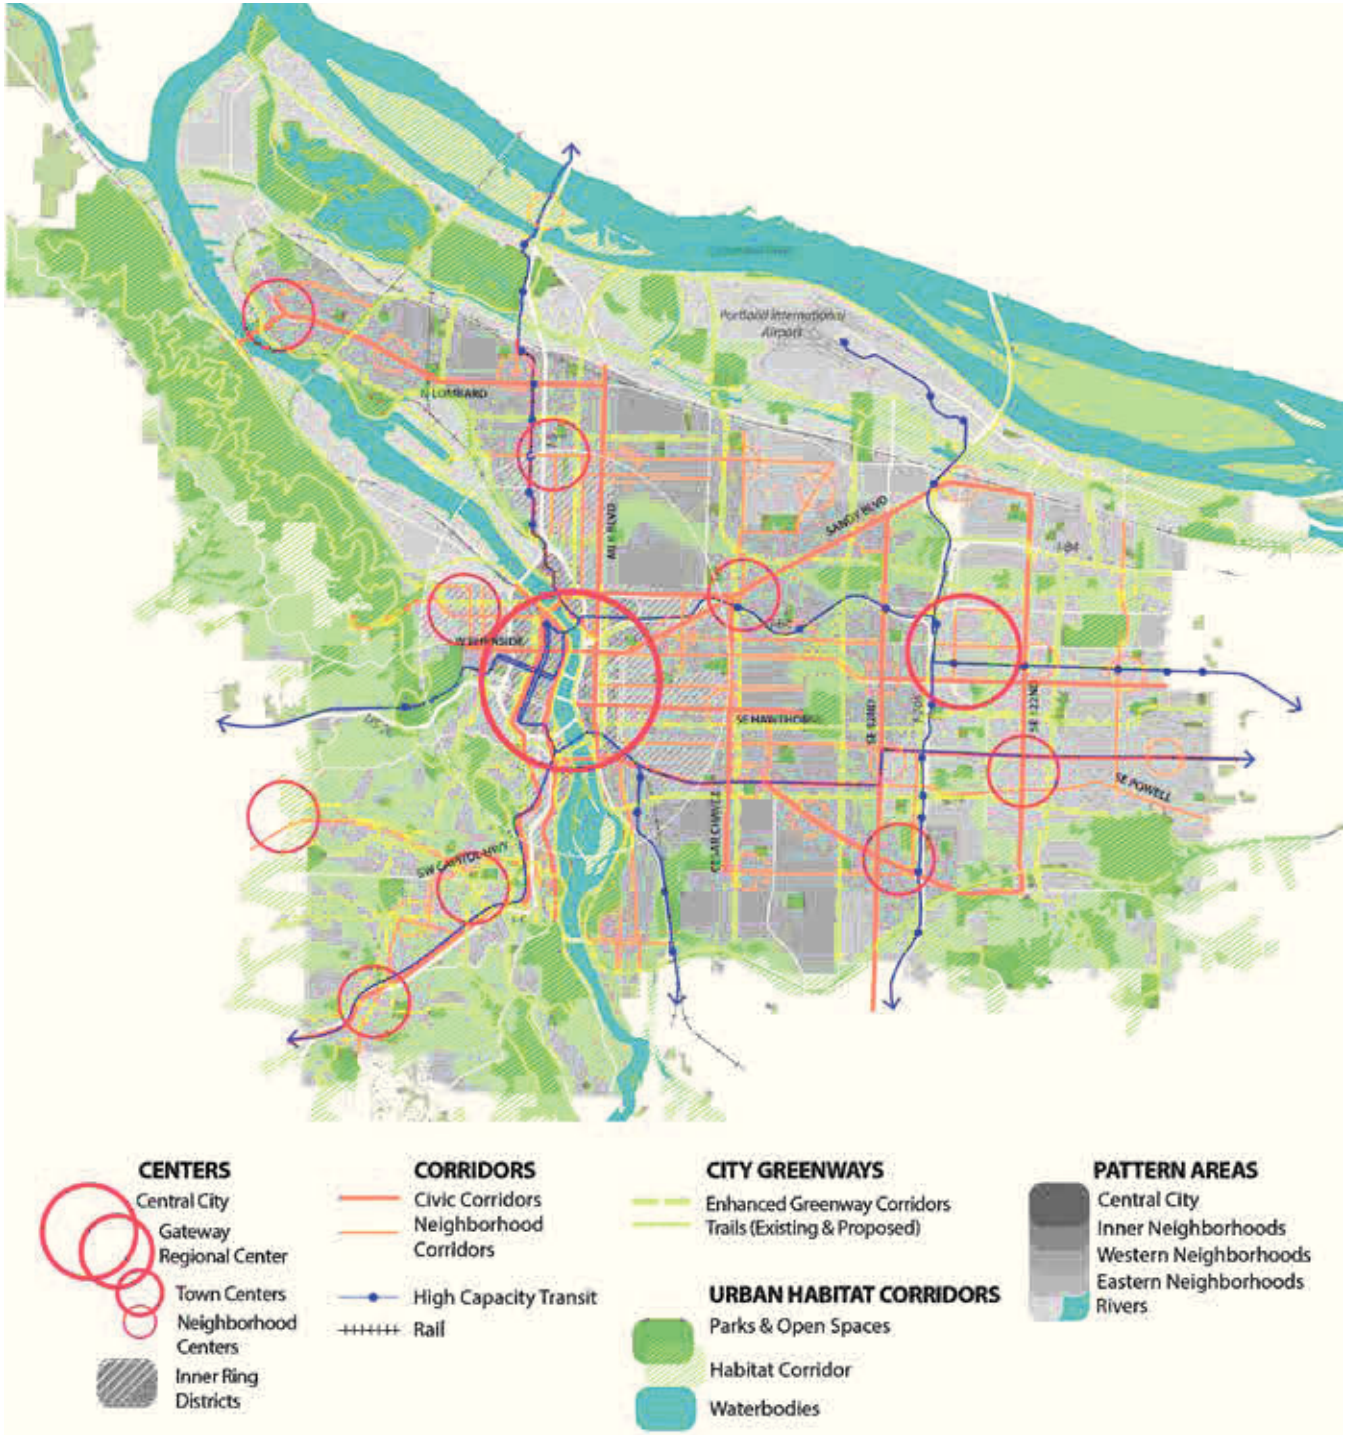 Portland International
Airport
N LOMBARD
SANDY BLVD
MLK BLVD
I-84
I-84
W BURNSIDE
SE HAWTHORNE
SE 82ND
I-205
SE 122ND
SE POWELL
CESAR CHAVEZ
SW CAPITOL HWY
CENTERS
Central City
Gateway
Regional Center
Town Centers
Neighborhood
Centers
Inner Ring
Districts
CORRIDORS
Civic Corridors
Neighborhood
Corridors
High Capacity Transit
Rail
CITY GREENWAYS
Enhanced Greenway Corridors
Trails (Existing & Proposed)
URBAN HABITAT CORRIDORS
Parks & Open Spaces
Habitat Corridor
Waterbodies
PATTERN AREAS
Central City
Inner Neighborhoods
Western Neighborhoods
Eastern Neighborhoods
Rivers